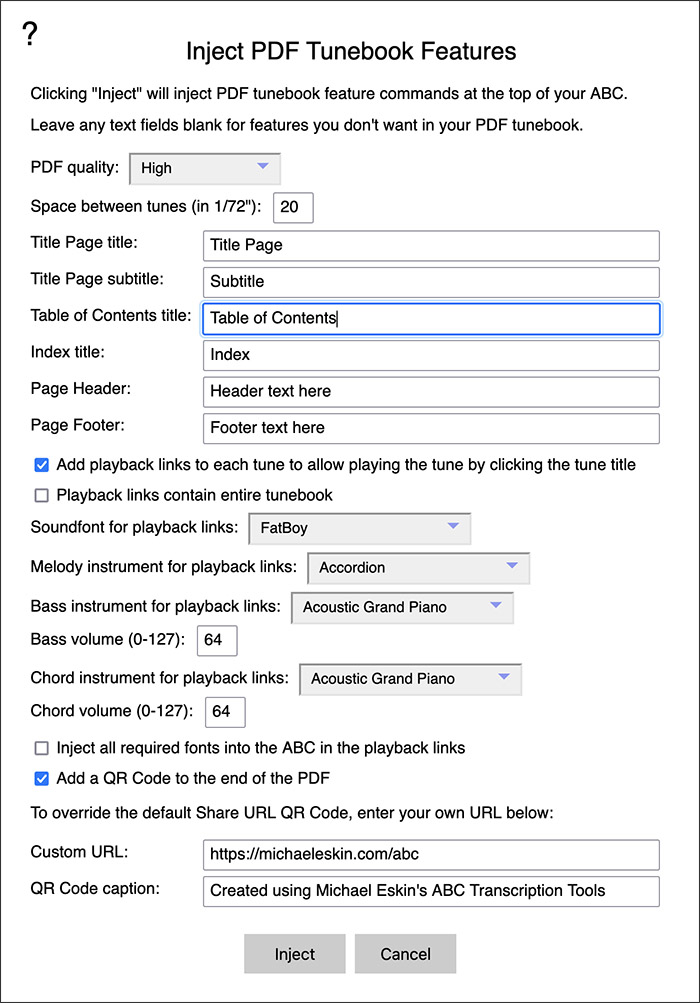 ?
Inject PDF Tunebook Features
Clicking "Inject" will inject PDF tunebook feature commands at the top of your ABC.
Leave any text fields blank for features you don't want in your PDF tunebook.
PDF quality: High
Space between tunes (in 1/72"): 20
Title Page title: Title Page
Title Page subtitle: Subtitle
Table of Contents title: Table of Contents
Index title: Index
Page Header: Header text here
Page Footer: Footer text here
Add playback links to each tune to allow playing the tune by clicking the tune title
Playback links contain entire tunebook
Soundfont for playback links: FatBoy
Melody instrument for playback links: Accordion
Bass instrument for playback links: Acoustic Grand Piano
Bass volume (0-127): 64
Chord instrument for playback links: Acoustic Grand Piano
Chord volume (0-127): 64
Inject all required fonts into the ABC in the playback links
Add a QR Code to the end of the PDF
To override the default Share URL QR Code, enter your own URL below:
Custom URL: https://michaeleskin.com/abc
QR Code caption: Created using Michael Eskin's ABC Transcription Tools
Inject Cancel